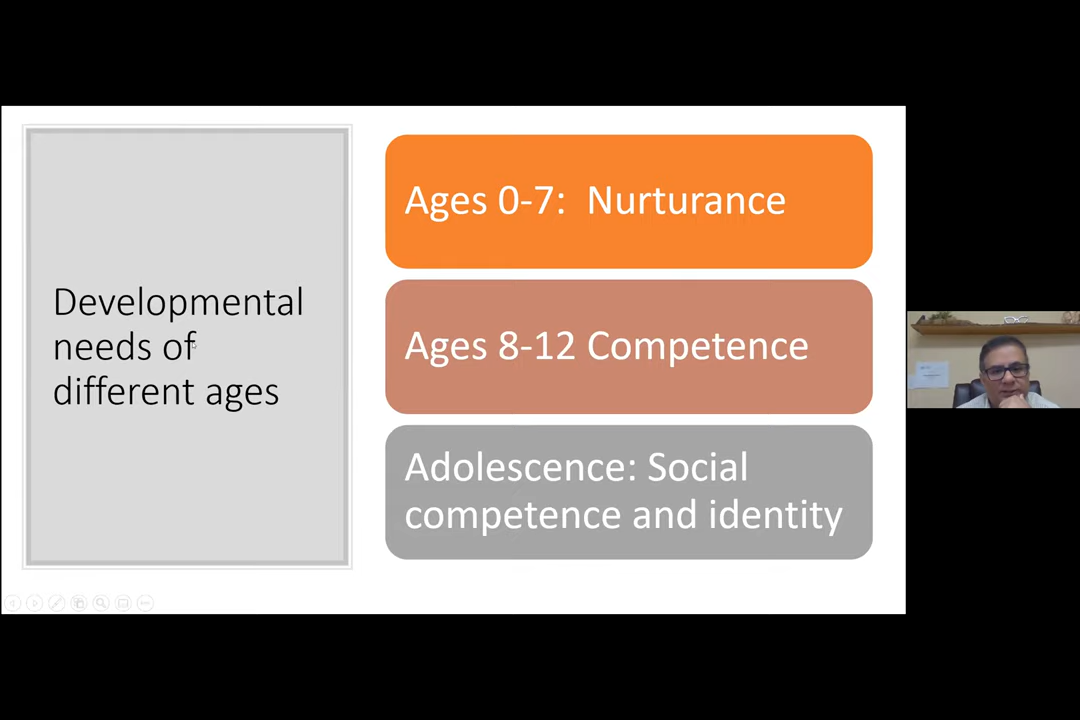 Developmental
needs of
different ages
Ages 0-7:  Nurturance
Ages 8-12 Competence
Adolescence: Social
competence and identity